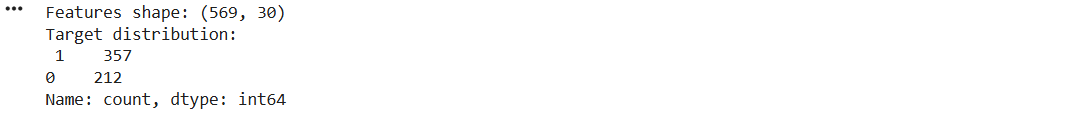 Features shape: (569, 30)
Target distribution:
 1    357
0    212
Name: count, dtype: int64